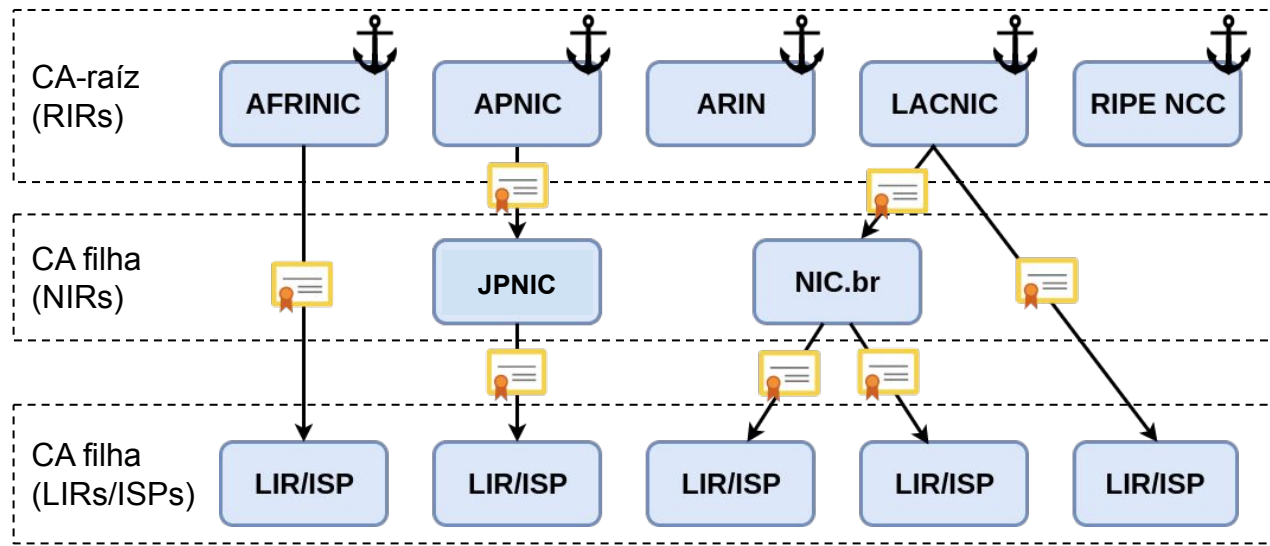 CA-raíz
(RIRs)
AFRINIC
APNIC
ARIN
LACNIC
RIPE NCC
CA filha
(NIRs)
JPNIC
NIC.br
CA filha
(LIRs/ISPs)
LIR/ISP
LIR/ISP
LIR/ISP
LIR/ISP
LIR/ISP